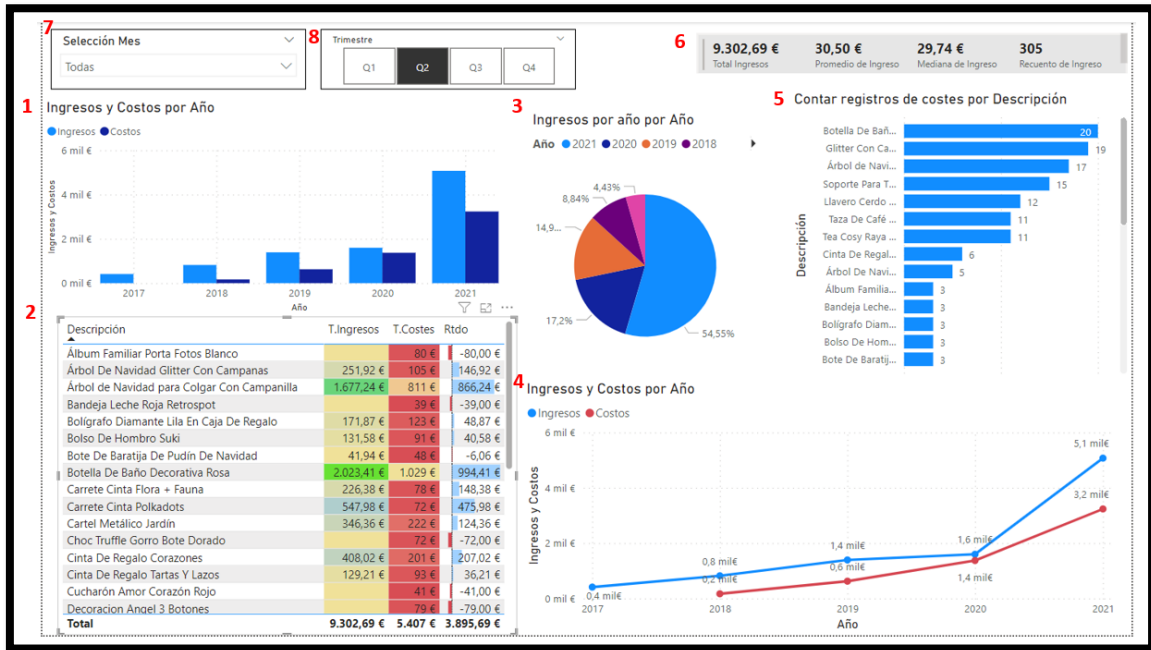 7
Selección Mes
Todas
8
Trimestre
Q1 Q2 Q3 Q4
6
9.302,69 € 30,50 € 29,74 € 305
Total Ingresos Promedio de Ingreso Mediana de Ingreso Recuento de Ingreso
1
Ingresos y Costos por Año
Ingresos Costos
6 mil €
4 mil €
2 mil €
0 mil €
Ingresos y Costos
2017 2018 2019 2020 2021
Año
3
Ingresos por año por Año
Año 2021 2020 2019 2018
4,43%
8,84%
14,9...
17,2%
54,55%
5
Contar registros de costes por Descripción
Descripción
Botella De Bañ... 20
Glitter Con Ca... 19
Árbol de Navi... 17
Soporte Para T... 15
Llavero Cerdo ... 12
Taza De Café ... 11
Tea Cosy Raya ... 11
Cinta De Regal... 6
Árbol De Navi... 5
Álbum Familia... 3
Bandeja Leche... 3
Bolígrafo Diam... 3
Bolso De Hom... 3
Bote De Baratij... 3
2
Descripción T.Ingresos T.Costes Rtdo
Álbum Familiar Porta Fotos Blanco 80 € -80,00 €
Árbol De Navidad Glitter Con Campanas 251,92 € 105 € 146,92 €
Árbol de Navidad para Colgar Con Campanilla 1.677,24 € 811 € 866,24 €
Bandeja Leche Roja Retrospot 39 € -39,00 €
Bolígrafo Diamante Lila En Caja De Regalo 171,87 € 123 € 48,87 €
Bolso De Hombro Suki 131,58 € 91 € 40,58 €
Bote De Baratija De Pudín De Navidad 41,94 € 48 € -6,06 €
Botella De Baño Decorativa Rosa 2.023,41 € 1.029 € 994,41 €
Carrete Cinta Flora + Fauna 226,38 € 78 € 148,38 €
Carrete Cinta Polkadots 547,98 € 72 € 475,98 €
Cartel Metálico Jardín 346,36 € 222 € 124,36 €
Choc Truffle Gorro Bote Dorado 72 € -72,00 €
Cinta De Regalo Corazones 408,02 € 201 € 207,02 €
Cinta De Regalo Tartas Y Lazos 129,21 € 93 € 36,21 €
Cucharón Amor Corazón Rojo 41 € -41,00 €
Decoracion Angel 3 Botones 79 € -79,00 €
Total 9.302,69 € 5.407 € 3.895,69 €
4
Ingresos y Costos por Año
Ingresos Costos
6 mil €
4 mil €
2 mil €
0 mil €
Ingresos y Costos
0,4 mil€
0,8 mil€
0,2 mil€
1,4 mil€
0,6 mil€
1,6 mil€
1,4 mil€
5,1 mil€
3,2 mil€
2017 2018 2019 2020 2021
Año